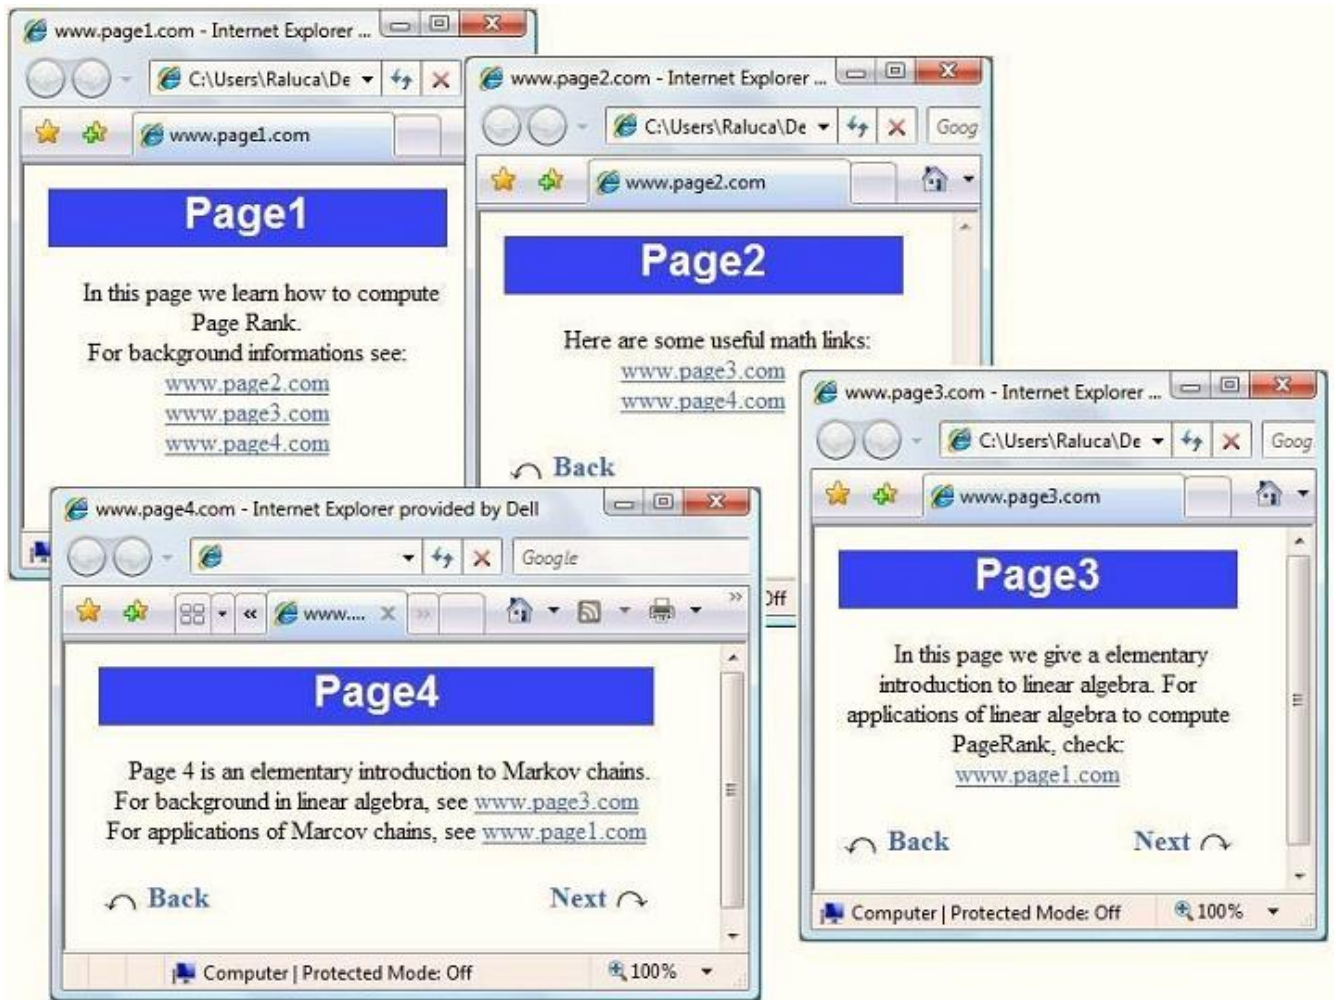 www.page1.com - Internet Explorer ...
C:\Users\Raluca\De
www.page1.com
Page1
In this page we learn how to compute
Page Rank.
For background informations see:
www.page2.com
www.page3.com
www.page4.com
www.page2.com - Internet Explorer ...
C:\Users\Raluca\De
Goog
www.page2.com
Page2
Here are some useful math links:
www.page3.com
www.page4.com
Back
Off
www.page3.com - Internet Explorer ...
C:\Users\Raluca\De
Goog
www.page3.com
Page3
In this page we give a elementary
introduction to linear algebra. For
applications of linear algebra to compute
PageRank, check:
www.page1.com
Back Next
Computer | Protected Mode: Off 100%
www.page4.com - Internet Explorer provided by Dell
Google
www....
Page4
Page 4 is an elementary introduction to Markov chains.
For background in linear algebra, see www.page3.com
For applications of Marcov chains, see www.page1.com
Back Next
Computer | Protected Mode: Off 100%